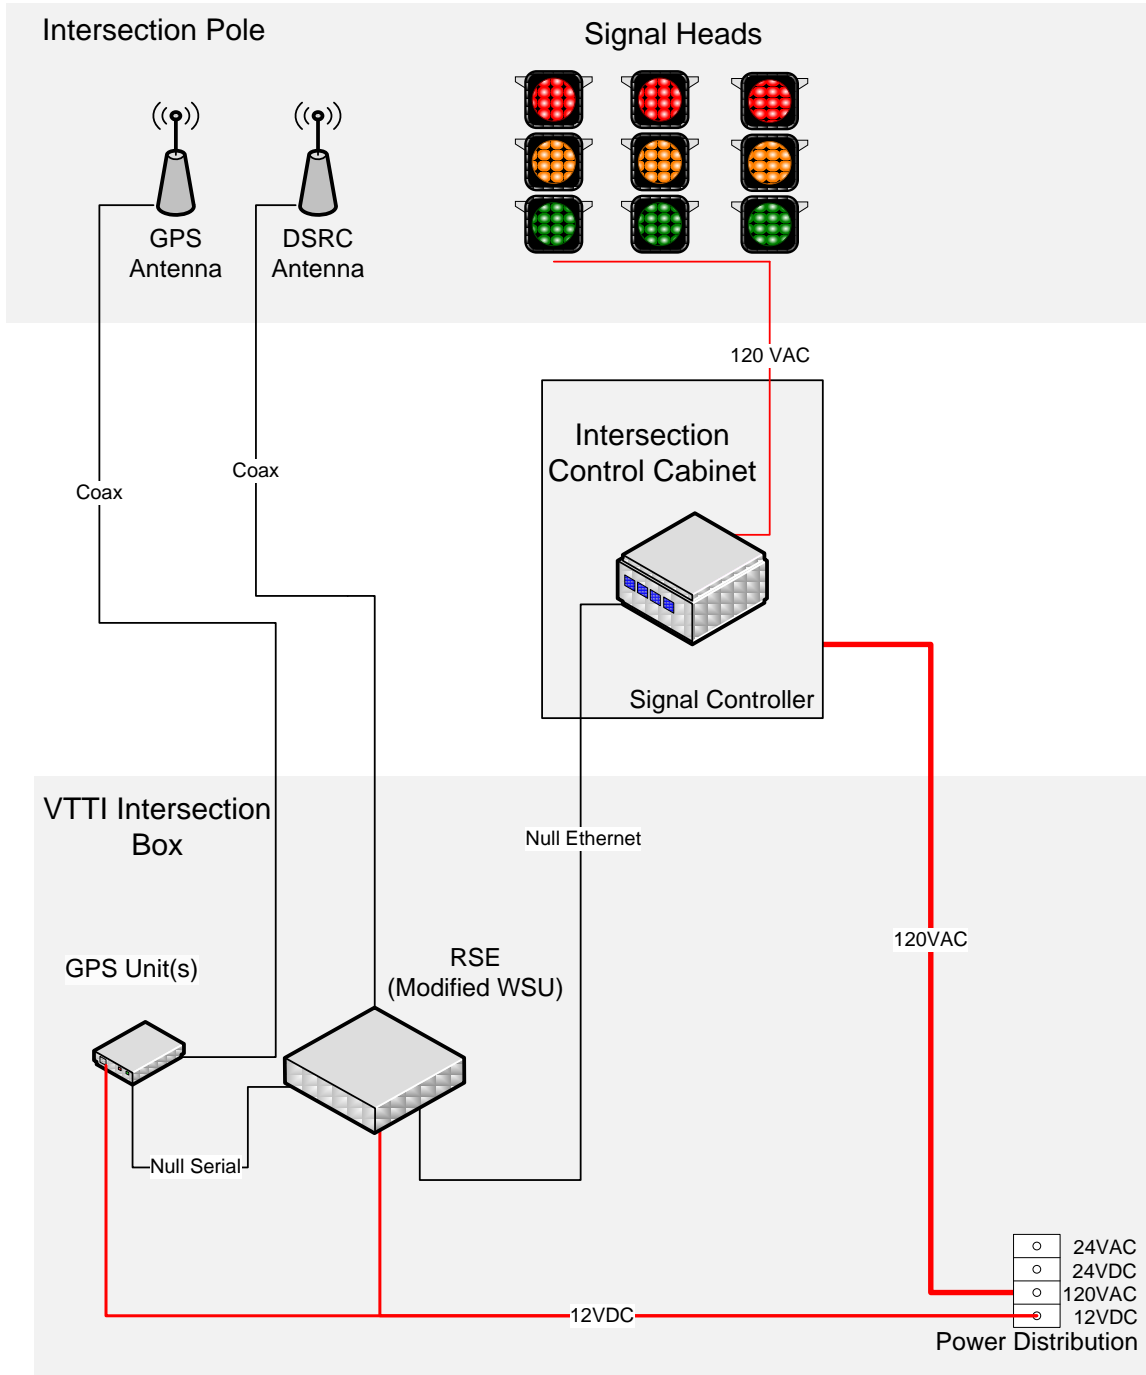 Intersection Pole
Signal Heads
GPS
Antenna
DSRC
Antenna
120 VAC
Intersection
Control Cabinet
Coax
Coax
Signal Controller
VTTI Intersection
Box
Null Ethernet
120VAC
RSE
(Modified WSU)
GPS Unit(s)
Null Serial
24VAC
24VDC
120VAC
12VDC
12VDC
Power Distribution